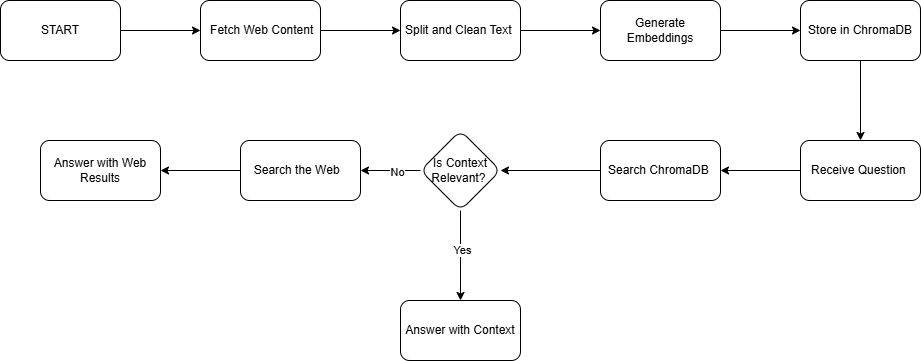 START
Fetch Web Content
Split and Clean Text
Generate
Embeddings
Store in ChromaDB
Answer with Web
Results
Search the Web
No
Is Context
Relevant?
Search ChromaDB
Receive Question
Yes
Answer with Context